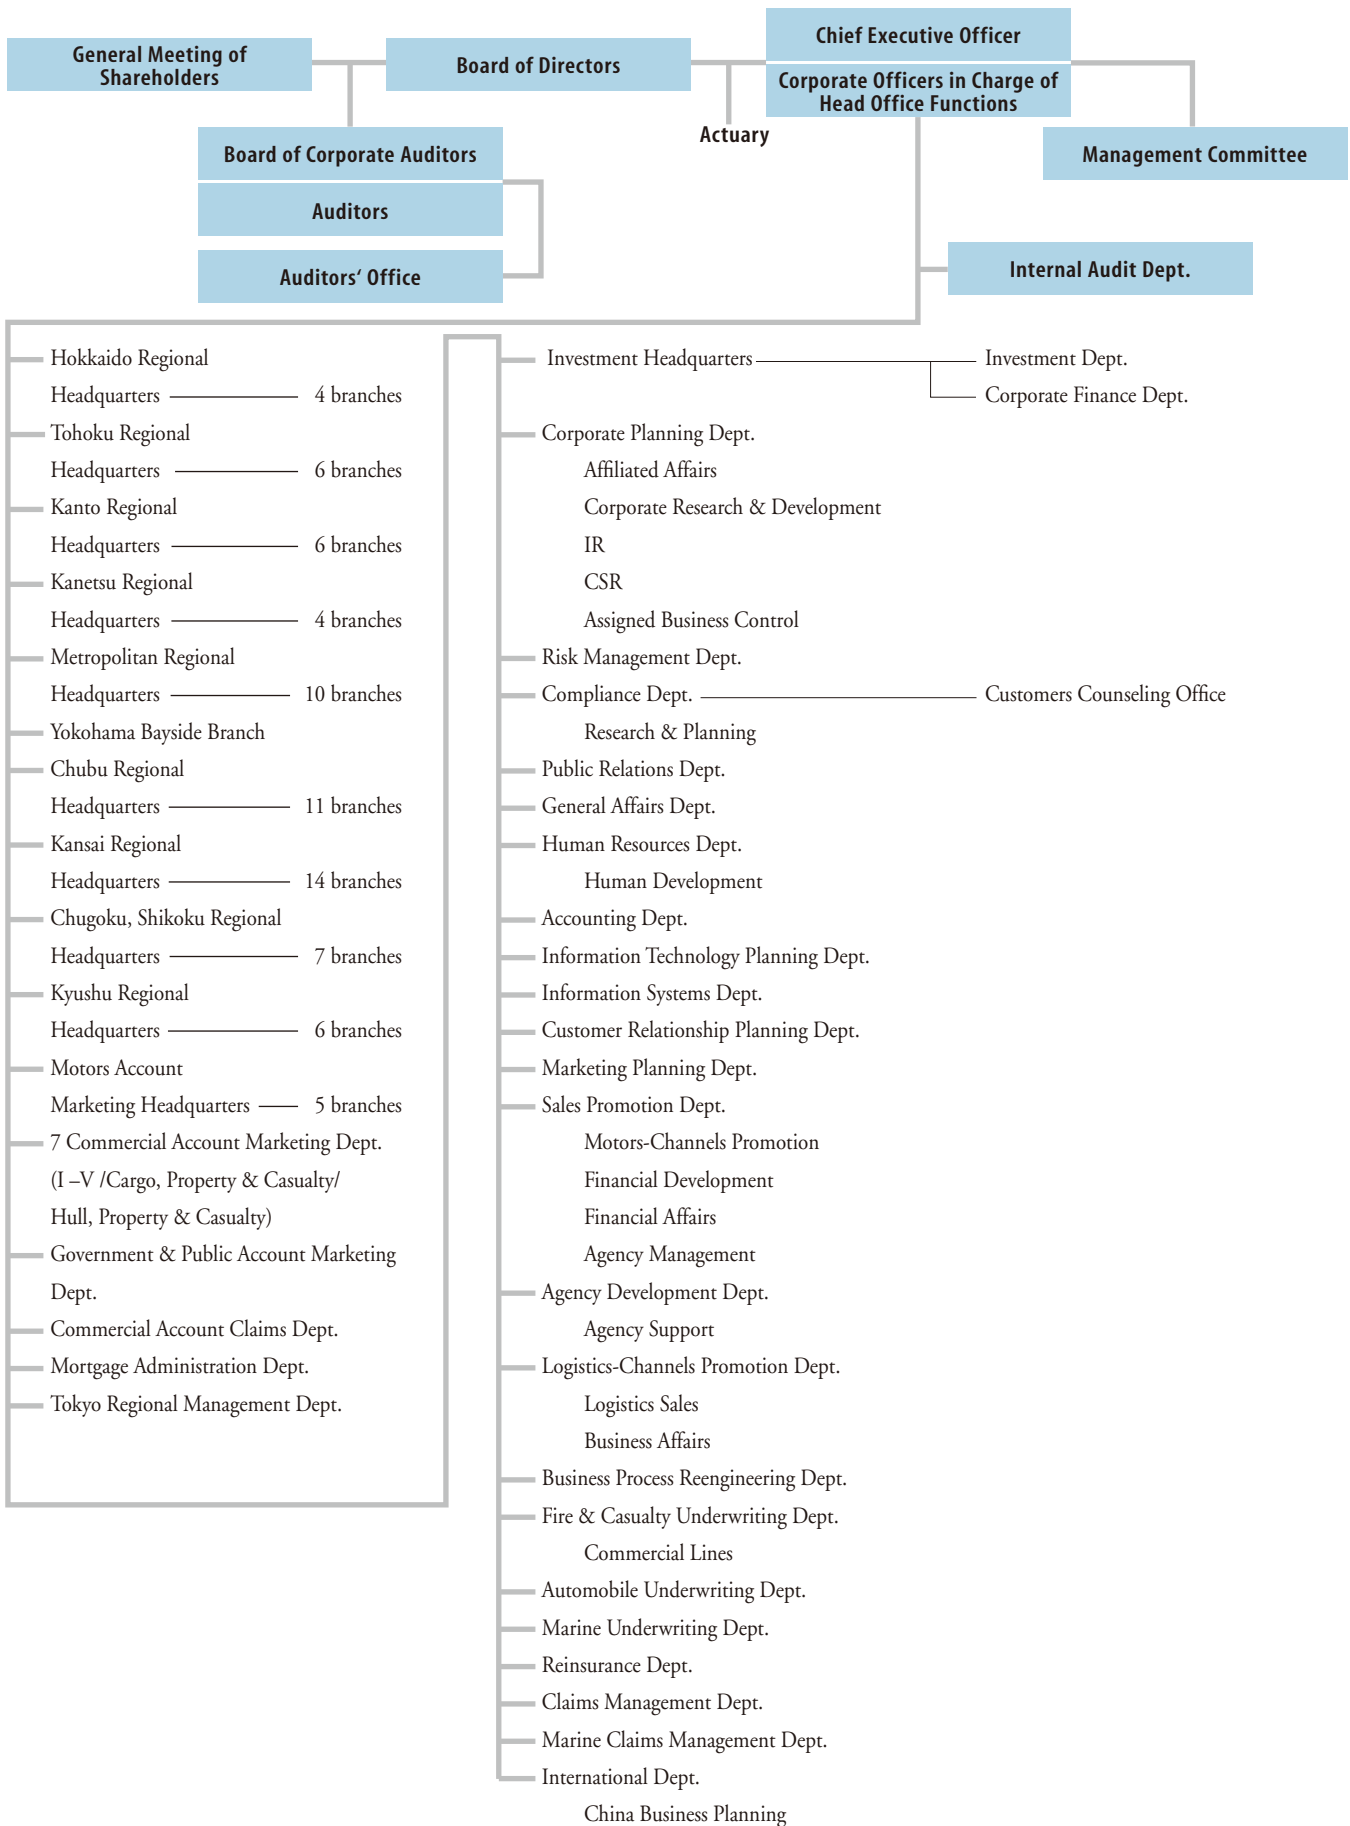 General Meeting of
Shareholders
Board of Directors
Chief Executive Officer
Corporate Officers in Charge of
Head Office Functions
Actuary
Board of Corporate Auditors
Management Committee
Auditors
Auditors‘ Office
Internal Audit Dept.
Hokkaido Regional
Headquarters 4 branches
Tohoku Regional
Headquarters 6 branches
Kanto Regional
Headquarters 6 branches
Kanetsu Regional
Headquarters 4 branches
Metropolitan Regional
Headquarters 10 branches
Yokohama Bayside Branch
Chubu Regional
Headquarters 11 branches
Kansai Regional
Headquarters 14 branches
Chugoku, Shikoku Regional
Headquarters 7 branches
Kyushu Regional
Headquarters 6 branches
Motors Account
Marketing Headquarters 5 branches
7 Commercial Account Marketing Dept.
(I –V /Cargo, Property & Casualty/
Hull, Property & Casualty)
Government & Public Account Marketing
Dept.
Commercial Account Claims Dept.
Mortgage Administration Dept.
Tokyo Regional Management Dept.
Investment Headquarters Investment Dept.
Corporate Finance Dept.
Corporate Planning Dept.
Affiliated Affairs
Corporate Research & Development
IR
CSR
Assigned Business Control
Risk Management Dept.
Compliance Dept. Customers Counseling Office
Research & Planning
Public Relations Dept.
General Affairs Dept.
Human Resources Dept.
Human Development
Accounting Dept.
Information Technology Planning Dept.
Information Systems Dept.
Customer Relationship Planning Dept.
Marketing Planning Dept.
Sales Promotion Dept.
Motors-Channels Promotion
Financial Development
Financial Affairs
Agency Management
Agency Development Dept.
Agency Support
Logistics-Channels Promotion Dept.
Logistics Sales
Business Affairs
Business Process Reengineering Dept.
Fire & Casualty Underwriting Dept.
Commercial Lines
Automobile Underwriting Dept.
Marine Underwriting Dept.
Reinsurance Dept.
Claims Management Dept.
Marine Claims Management Dept.
International Dept.
China Business Planning